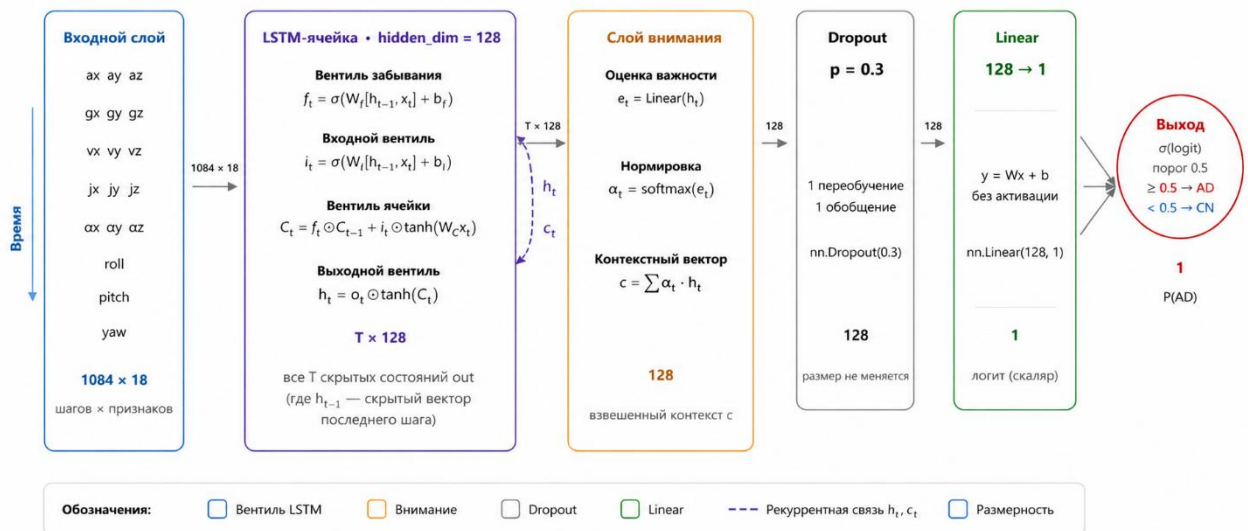 Входной слой
ax ay az
gx gy gz
vx vy vz
jx jy jz
αx αy αz
roll
pitch
yaw
1084 × 18
шагов × признаков
Время
1084 × 18
LSTM-ячейка • hidden_dim = 128
Вентиль забывания
f_t = σ(W_f[h_{t−1}, x_t] + b_f)
Входной вентиль
i_t = σ(W_i[h_{t−1}, x_t] + b_i)
Вентиль ячейки
C_t = f_t ⊙ C_{t−1} + i_t ⊙ tanh(W_C x_t)
Выходной вентиль
h_t = o_t ⊙ tanh(C_t)
T × 128
все T скрытых состояний out
(где h_{t−1} — скрытый вектор
последнего шага)
h_t
c_t
T × 128
Слой внимания
Оценка важности
e_t = Linear(h_t)
Нормировка
α_t = softmax(e_t)
Контекстный вектор
c = ∑ α_t · h_t
128
взвешенный контекст c
128
Dropout
p = 0.3
1 переобучение
1 обобщение
nn.Dropout(0.3)
128
размер не меняется
128
Linear
128 → 1
y = Wx + b
без активации
nn.Linear(128, 1)
1
логит (скаляр)
Выход
σ(logit)
порог 0.5
≥ 0.5 → AD
< 0.5 → CN
1
P(AD)
Обозначения:
Вентиль LSTM
Внимание
Dropout
Linear
Рекуррентная связь h_t, c_t
Размерность